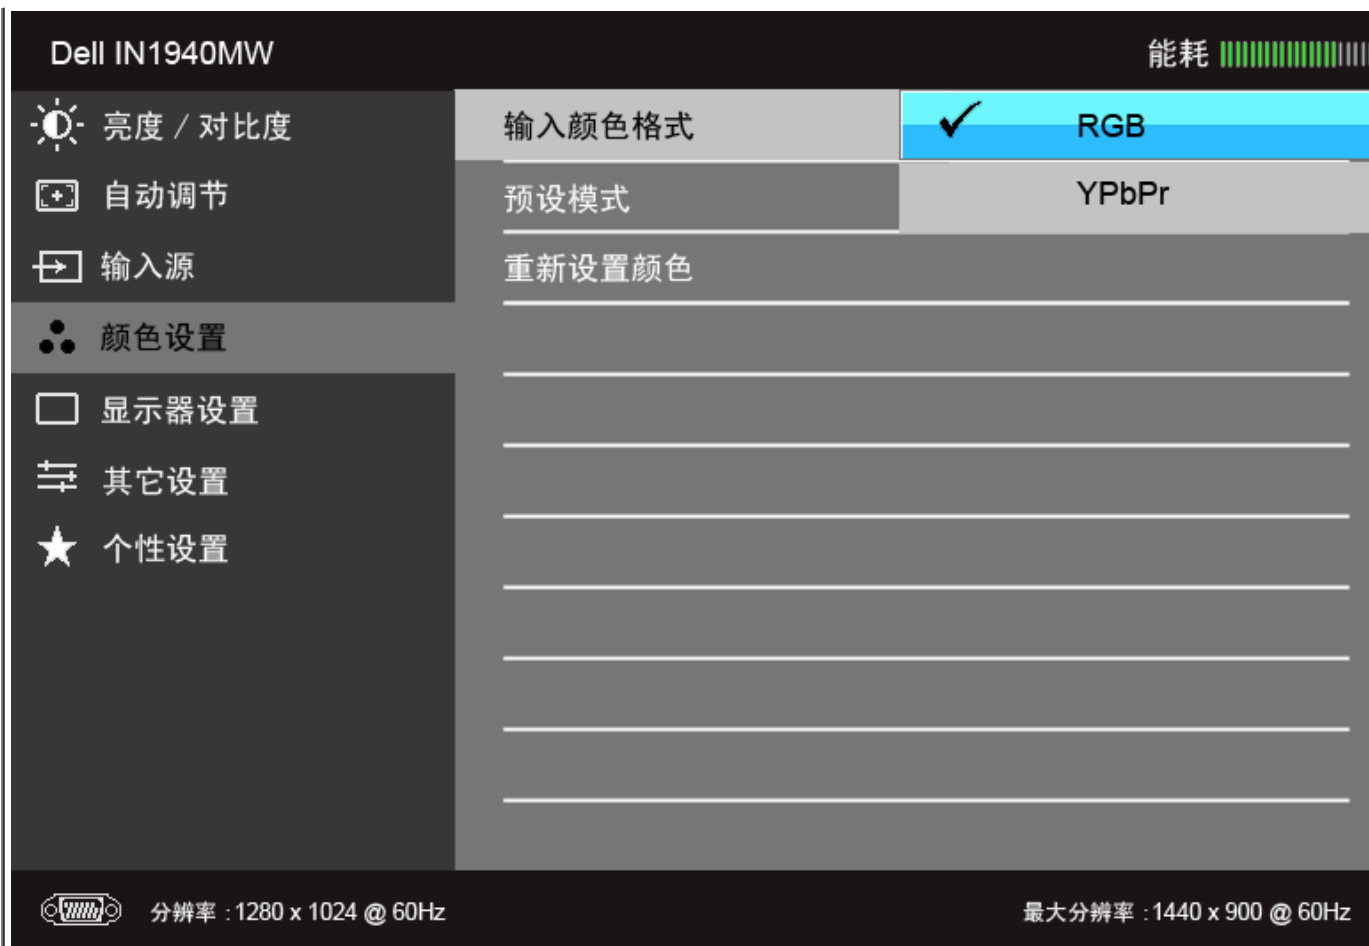 Dell IN1940MW
能耗
亮度 / 对比度
自动调节
输入源
颜色设置
显示器设置
其它设置
个性设置
输入颜色格式
RGB
预设模式
YPbPr
重新设置颜色
分辨率 : 1280 x 1024 @ 60Hz
最大分辨率 : 1440 x 900 @ 60Hz